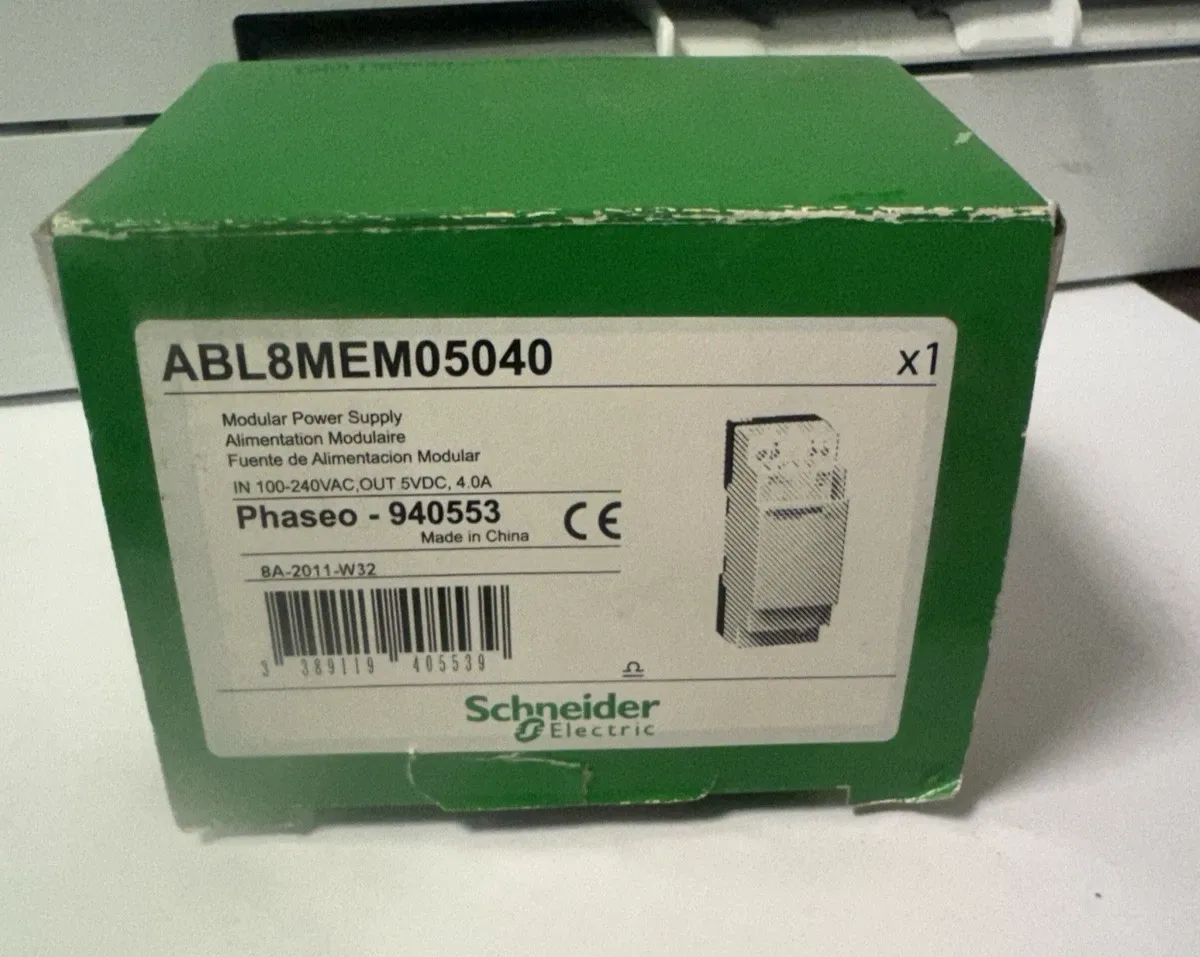 ABL8MEM05040 x1
Modular Power Supply
Alimentation Modulaire
Fuente de Alimentacion Modular
IN 100-240VAC,OUT 5VDC, 4.0A
Phaseo - 940553
Made in China
CE
8A-2011-W32
3 389119 405539
Schneider
Electric